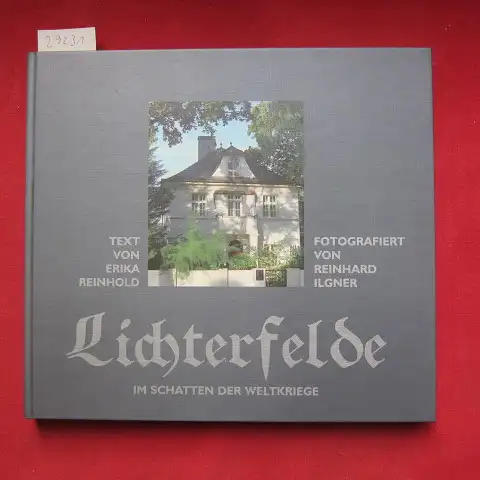 29231
TEXT
VON
ERIKA
REINHOLD
FOTOGRAFIERT
VON
REINHARD
ILGNER
Lichterfelde
IM SCHATTEN DER WELTKRIEGE